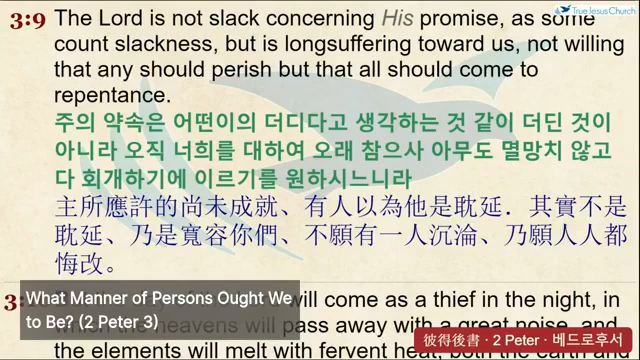 True Jesus Church
3:9 The Lord is not slack concerning His promise, as some
count slackness, but is longsuffering toward us, not willing
that any should perish but that all should come to
repentance.
주의 약속은 어떤이의 더디다고 생각하는 것 같이 더딘 것이
아니라 오직 너희를 대하여 오래 참으사 아무도 멸망치 않고
다 회개하기에 이르기를 원하시느니라
主所應許的尚未成就、有人以為他是耽延．其實不是
耽延、乃是寬容你們、不願有一人沉淪、乃願人人都
悔改。
3: will come as a thief in the night, in
What Manner of Persons Ought We
to Be? (2 Peter 3)
which the heavens will pass away with a great noise, and
the elements will melt with fervent heat; both the earth and
彼得後書 · 2 Peter · 베드로후서